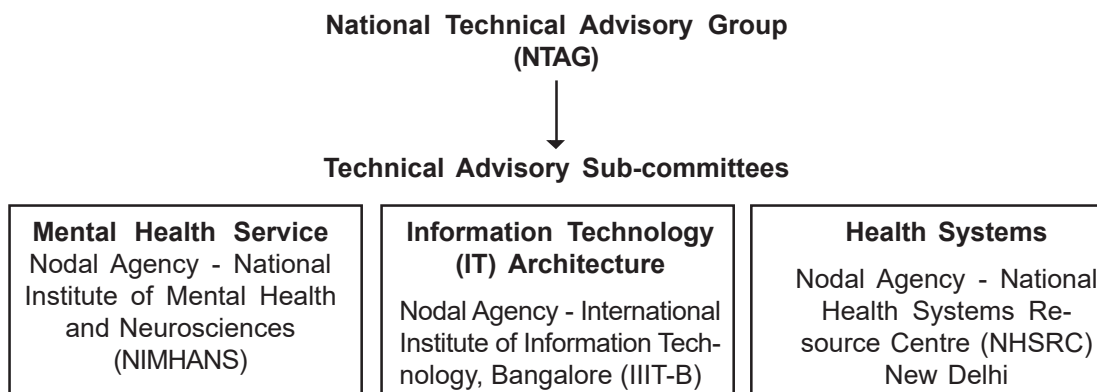 National Technical Advisory Group
(NTAG)
Technical Advisory Sub-committees
Mental Health Service
Nodal Agency - National
Institute of Mental Health
and Neurosciences
(NIMHANS)
Information Technology
(IT) Architecture
Nodal Agency - International
Institute of Information Tech-
nology, Bangalore (IIIT-B)
Health Systems
Nodal Agency - National
Health Systems Re-
source Centre (NHSRC)
New Delhi